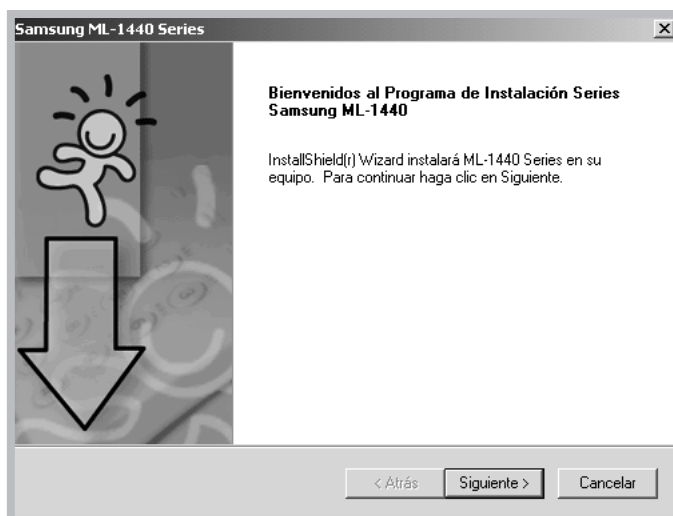 Samsung ML-1440 Series
Bienvenidos al Programa de Instalación Series
Samsung ML-1440
InstallShield(r) Wizard instalará ML-1440 Series en su
equipo. Para continuar haga clic en Siguiente.
< Atrás
Siguiente >
Cancelar